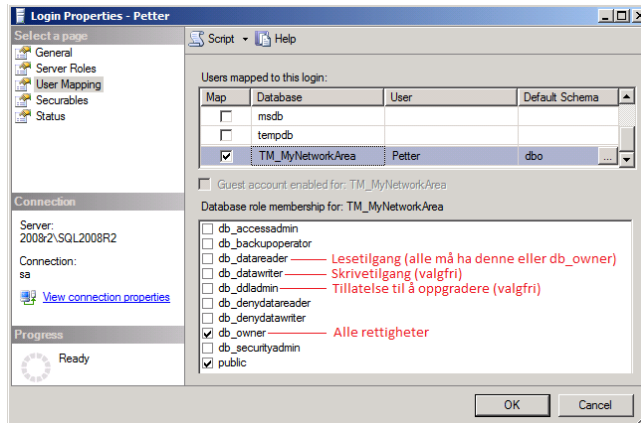 Login Properties - Petter
Select a page
General
Server Roles
User Mapping
Securables
Status
Script
Help
Users mapped to this login:
Map Database User Default Schema
msdb
tempdb
TM_MyNetworkArea Petter dbo ...
Guest account enabled for: TM_MyNetworkArea
Database role membership for: TM_MyNetworkArea
db_accessadmin
db_backupoperator
db_datareader Lesetilgang (alle må ha denne eller db_owner)
db_datawriter Skrivetilgang (valgfri)
db_ddladmin Tillatelse til å oppgradere (valgfri)
db_denydatareader
db_denydatawriter
db_owner Alle rettigheter
db_securityadmin
public
Connection
Server:
2008r2\SQL2008R2
Connection:
sa
View connection properties
Progress
Ready
OK
Cancel